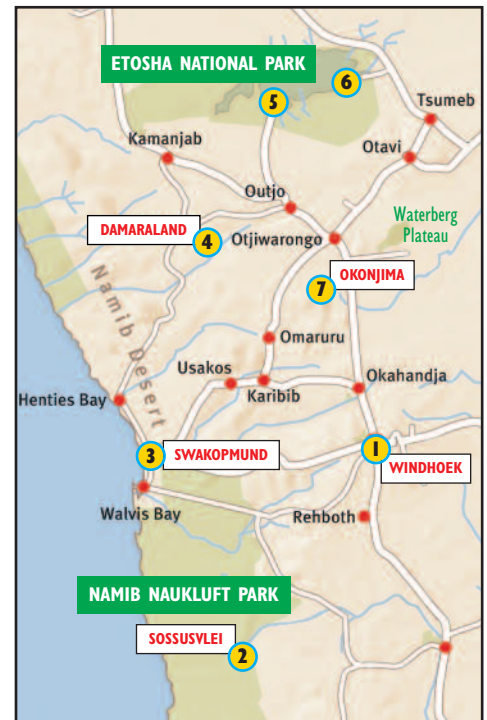 ETOSHA NATIONAL PARK
6
5
Tsumeb
Kamanjab
Otavi
Outjo
Waterberg
Plateau
DAMARALAND
4
Otjiwarongo
OKONJIMA
7
Namib Desert
Omaruru
Usakos
Karibib
Okahandja
Henties Bay
3
SWAKOPMUND
1
WINDHOEK
Walvis Bay
Rehboth
NAMIB NAUKLUFT PARK
SOSSUSVLEI
2